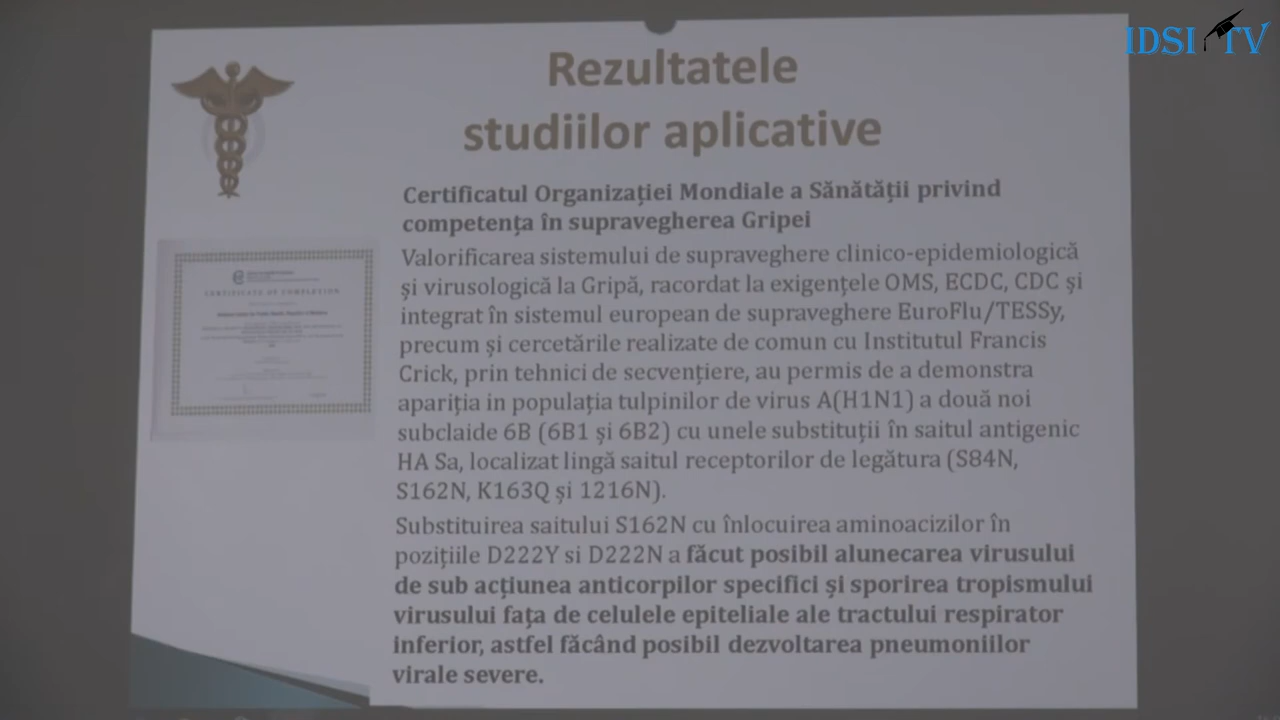 IDSI TV
Rezultatele
studiilor aplicative
Certificatul Organizației Mondiale a Sănătății privind
competența în supravegherea Gripei
Valorificarea sistemului de supraveghere clinico-epidemiologică
și virusologică la Gripă, racordat la exigențele OMS, ECDC, CDC și
integrat în sistemul european de supraveghere EuroFlu/TESSy,
precum și cercetările realizate de comun cu Institutul Francis
Crick, prin tehnici de secvențiere, au permis de a demonstra
apariția in populația tulpinilor de virus A(H1N1) a două noi
subclaide 6B (6B1 și 6B2) cu unele substituții în saitul antigenic
HA Sa, localizat lingă saitul receptorilor de legătura (S84N,
S162N, K163Q și 1216N).
Substituirea saitului S162N cu înlocuirea aminoacizilor în
pozițiile D222Y si D222N a făcut posibil alunecarea virusului
de sub acțiunea anticorpilor specifici și sporirea tropismului
virusului fața de celulele epiteliale ale tractului respirator
inferior, astfel făcând posibil dezvoltarea pneumoniilor
virale severe.
CERTIFICATE OF COMPLETION